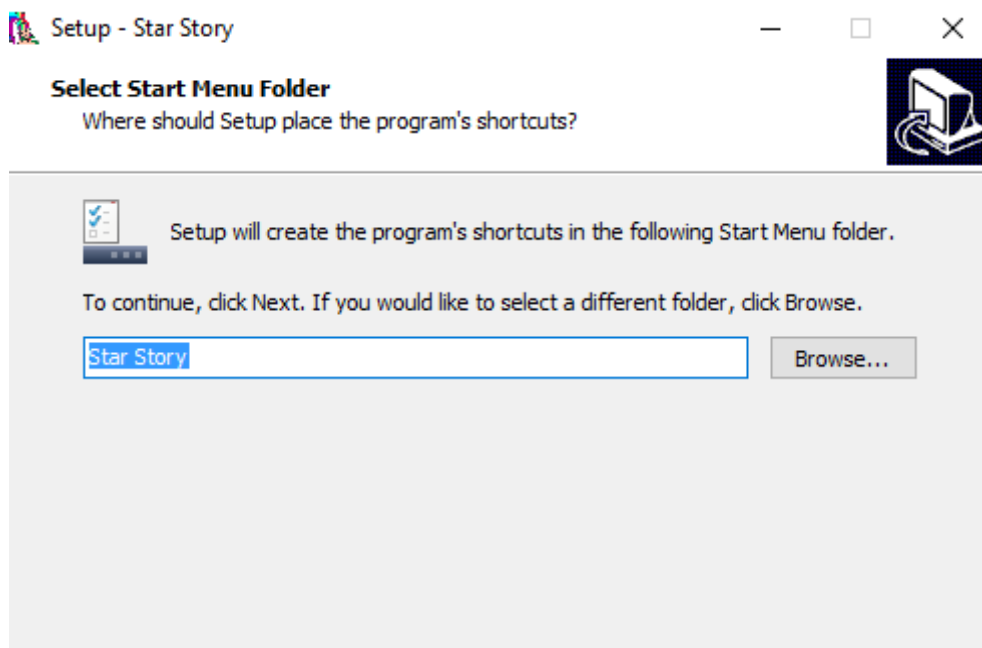 Setup - Star Story
Select Start Menu Folder
Where should Setup place the program's shortcuts?
Setup will create the program's shortcuts in the following Start Menu folder.
To continue, click Next. If you would like to select a different folder, click Browse.
Star Story
Browse...